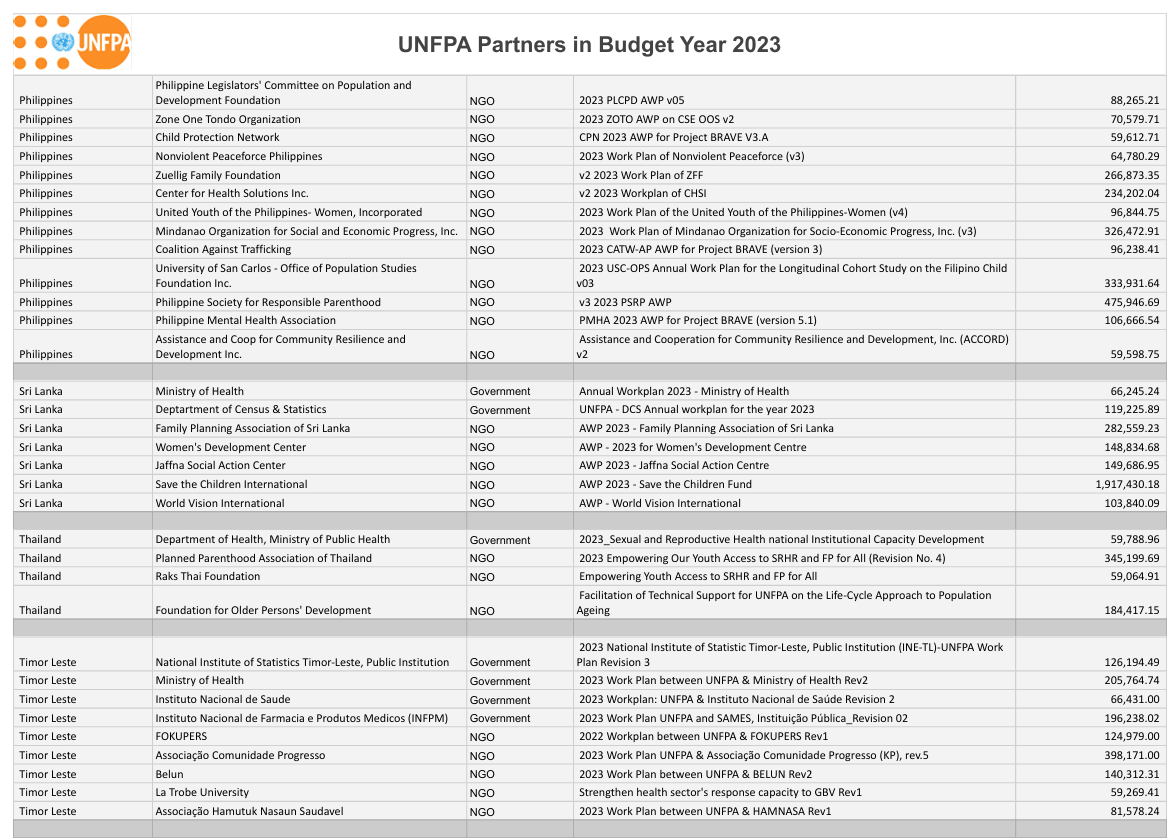 UNFPA
UNFPA Partners in Budget Year 2023
Philippine Legislators' Committee on Population and
Philippines Development Foundation NGO 2023 PLCPD AWP v05 88,265.21
Philippines Zone One Tondo Organization NGO 2023 ZOTO AWP on CSE OOS v2 70,579.71
Philippines Child Protection Network NGO CPN 2023 AWP for Project BRAVE V3.A 59,612.71
Philippines Nonviolent Peaceforce Philippines NGO 2023 Work Plan of Nonviolent Peaceforce (v3) 64,780.29
Philippines Zuellig Family Foundation NGO v2 2023 Work Plan of ZFF 266,873.35
Philippines Center for Health Solutions Inc. NGO v2 2023 Workplan of CHSI 234,202.04
Philippines United Youth of the Philippines- Women, Incorporated NGO 2023 Work Plan of the United Youth of the Philippines-Women (v4) 96,844.75
Philippines Mindanao Organization for Social and Economic Progress, Inc. NGO 2023 Work Plan of Mindanao Organization for Socio-Economic Progress, Inc. (v3) 326,472.91
Philippines Coalition Against Trafficking NGO 2023 CATW-AP AWP for Project BRAVE (version 3) 96,238.41
University of San Carlos - Office of Population Studies 2023 USC-OPS Annual Work Plan for the Longitudinal Cohort Study on the Filipino Child
Philippines Foundation Inc. NGO v03 333,931.64
Philippines Philippine Society for Responsible Parenthood NGO v3 2023 PSRP AWP 475,946.69
Philippines Philippine Mental Health Association NGO PMHA 2023 AWP for Project BRAVE (version 5.1) 106,666.54
Assistance and Coop for Community Resilience and Assistance and Cooperation for Community Resilience and Development, Inc. (ACCORD)
Philippines Development Inc. NGO v2 59,598.75
Sri Lanka Ministry of Health Government Annual Workplan 2023 - Ministry of Health 66,245.24
Sri Lanka Deptartment of Census & Statistics Government UNFPA - DCS Annual workplan for the year 2023 119,225.89
Sri Lanka Family Planning Association of Sri Lanka NGO AWP 2023 - Family Planning Association of Sri Lanka 282,559.23
Sri Lanka Women's Development Center NGO AWP - 2023 for Women's Development Centre 148,834.68
Sri Lanka Jaffna Social Action Center NGO AWP 2023 - Jaffna Social Action Centre 149,686.95
Sri Lanka Save the Children International NGO AWP 2023 - Save the Children Fund 1,917,430.18
Sri Lanka World Vision International NGO AWP - World Vision International 103,840.09
Thailand Department of Health, Ministry of Public Health Government 2023_Sexual and Reproductive Health national Institutional Capacity Development 59,788.96
Thailand Planned Parenthood Association of Thailand NGO 2023 Empowering Our Youth Access to SRHR and FP for All (Revision No. 4) 345,199.69
Thailand Raks Thai Foundation NGO Empowering Youth Access to SRHR and FP for All 59,064.91
Facilitation of Technical Support for UNFPA on the Life-Cycle Approach to Population
Thailand Foundation for Older Persons' Development NGO Ageing 184,417.15
2023 National Institute of Statistic Timor-Leste, Public Institution (INE-TL)-UNFPA Work
Timor Leste National Institute of Statistics Timor-Leste, Public Institution Government Plan Revision 3 126,194.49
Timor Leste Ministry of Health Government 2023 Work Plan between UNFPA & Ministry of Health Rev2 205,764.74
Timor Leste Instituto Nacional de Saude Government 2023 Workplan: UNFPA & Instituto Nacional de Saúde Revision 2 66,431.00
Timor Leste Instituto Nacional de Farmacia e Produtos Medicos (INFPM) Government 2023 Work Plan UNFPA and SAMES, Instituição Pública_Revision 02 196,238.02
Timor Leste FOKUPERS NGO 2022 Workplan between UNFPA & FOKUPERS Rev1 124,979.00
Timor Leste Associação Comunidade Progresso NGO 2023 Work Plan UNFPA & Associação Comunidade Progresso (KP), rev.5 398,171.00
Timor Leste Belun NGO 2023 Work Plan between UNFPA & BELUN Rev2 140,312.31
Timor Leste La Trobe University NGO Strengthen health sector's response capacity to GBV Rev1 59,269.41
Timor Leste Associação Hamutuk Nasaun Saudavel NGO 2023 Work Plan between UNFPA & HAMNASA Rev1 81,578.24